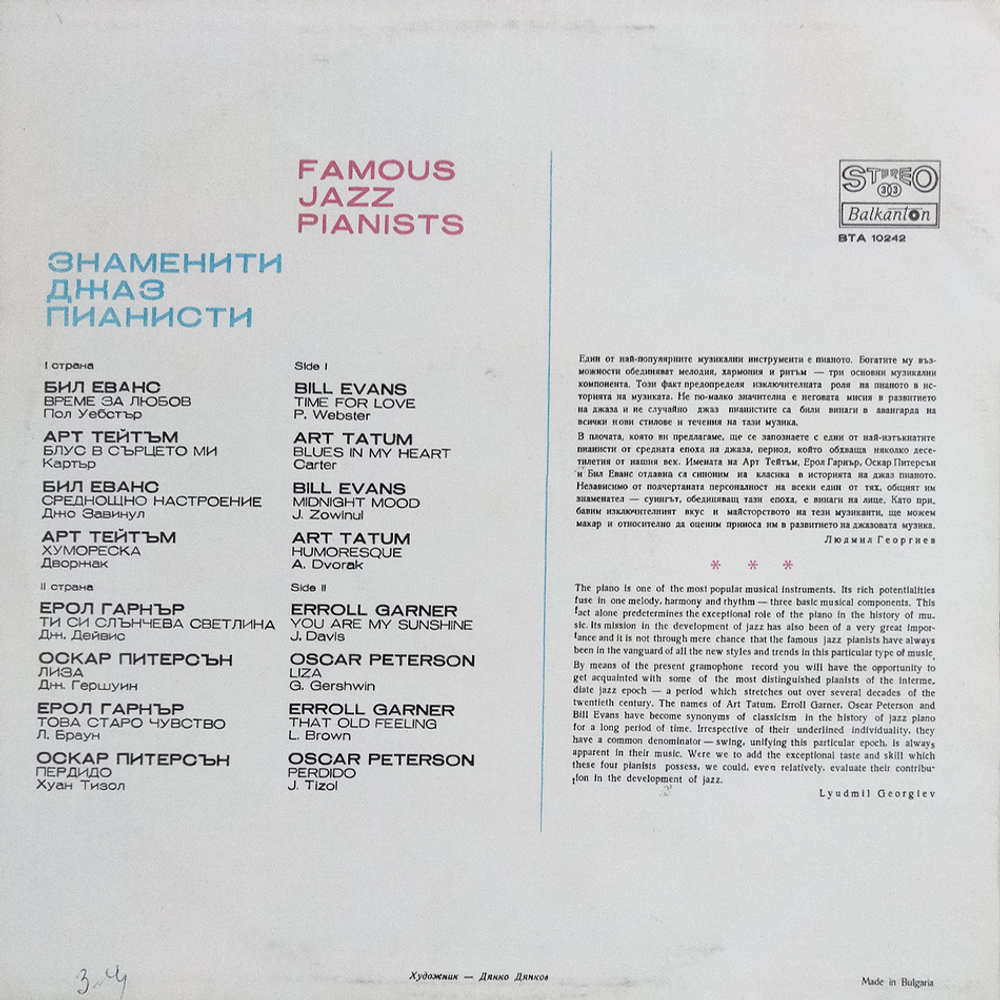 FAMOUS
JAZZ
PIANISTS
ЗНАМЕНИТИ
ДЖАЗ
ПИАНИСТИ
STEREO
33
Balkanton
ВТА 10242
I страна
БИЛ ЕВАНС
ВРЕМЕ ЗА ЛЮБОВ
Пол Уебстър
АРТ ТЕЙТЪМ
БЛУС В СЪРЦЕТО МИ
Картър
БИЛ ЕВАНС
СРЕДНОЩНО НАСТРОЕНИЕ
Джо Завинул
АРТ ТЕЙТЪМ
ХУМОРЕСКА
Дворжак
II страна
ЕРОЛ ГАРНЪР
ТИ СИ СЛЪНЧЕВА СВЕТЛИНА
Дж. Дейвис
ОСКАР ПИТЕРСЪН
ЛИЗА
Дж. Гершуин
ЕРОЛ ГАРНЪР
ТОВА СТАРО ЧУВСТВО
Л. Браун
ОСКАР ПИТЕРСЪН
ПЕРДИДО
Хуан Тизол
Side I
BILL EVANS
TIME FOR LOVE
P. Webster
ART TATUM
BLUES IN MY HEART
Carter
BILL EVANS
MIDNIGHT MOOD
J. Zowinul
ART TATUM
HUMORESQUE
A. Dvorak
Side II
ERROLL GARNER
YOU ARE MY SUNSHINE
J. Davis
OSCAR PETERSON
LIZA
G. Gershwin
ERROLL GARNER
THAT OLD FEELING
L. Brown
OSCAR PETERSON
PERDIDO
J. Tizol
Един от най-популярните музикални инструменти е пианото. Богатите му въз-
можности обединяват мелодия, хармония и ритъм — три основни музикални
компонента. Този факт предопределя изключителната роля на пианото в ис-
торията на музиката. Не по-малко значителна е неговата мисия в развитието
на джаза и не случайно джаз пианистите са били винаги в авангарда на
всички нови стилове и течения на тази музика.
В плочата, която ви предлагаме, ще се запознаете с едни от най-изтъкнатите
пианисти от средната епоха на джаза, период, който обхваща няколко десе-
тилетия от нашия век. Имената на Арт Тейтъм, Ерол Гарнър, Оскар Питерсън
и Бил Еванс отдавна са синоним на класика в историята на джаз пианото.
Независимо от подчертаната персоналност на всеки един от тях, общият им
знаменател — суингът, обединяващ тази епоха, е винаги на лице. Като при.
бавим изключителният вкус и майсторството на тези музиканти, ще можем
макар и относително да оценим приноса им в развитието на джазовата музика.
Людмил Георгиев
* * *
The piano is one of the most popular musical instruments. Its rich potentialities
fuse in one melody, harmony and rhythm — three basic musical components. This
fact alone predetermines the exceptional role of the piano in the history of mu.
sic. Its mission in the development of jazz has also been of a very great impor-
tance and it is not through mere chance that the famous jazz pianists have always
been in the vanguard of all the new styles and trends in this particular type of music.
By means of the present gramophone record you will have the opportunity to
get acquainted with some of the most distinguished pianists of the interme.
diate jazz epoch — a period which stretches out over several decades of the
twentieth century. The names of Art Tatum, Erroll Garner, Oscar Peterson and
Bill Evans have become synonyms of classicism in the history of jazz piano
for a long period of time. Irrespective of their underlined individuality, they
have a common denominator — swing, unifying this particular epoch, is always
apparent in their music. Were we to add the exceptional taste and skill which
these four pianists possess, we could, even relatively, evaluate their contribu-
tion in the development of jazz.
Lyudmil Georgiev
Художник — Дянко Дянков
Made in Bulgaria